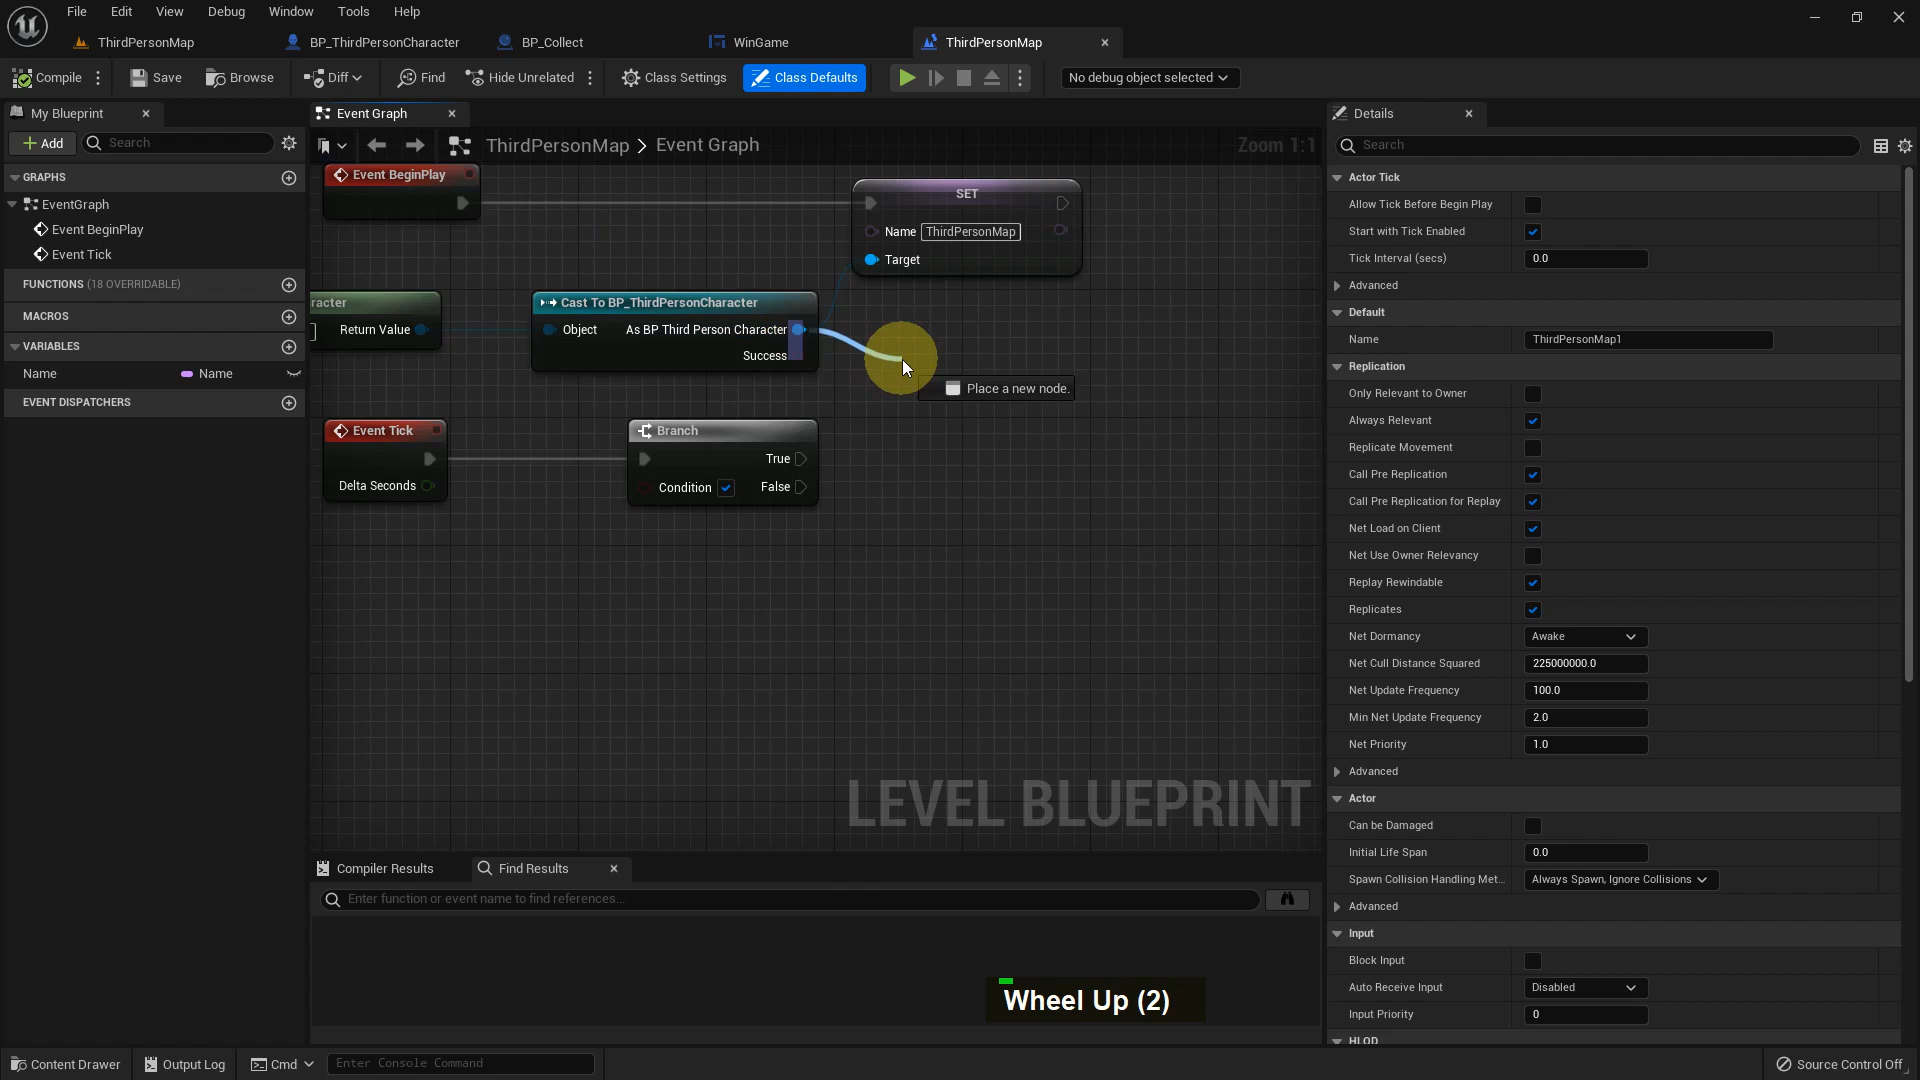 File Edit View Debug Window Tools Help
ThirdPersonMap BP_ThirdPersonCharacter BP_Collect WinGame ThirdPersonMap
Compile Save Browse Diff Find Hide Unrelated Class Settings Class Defaults No debug object selected
My Blueprint Event Graph Details
Add Search ThirdPersonMap > Event Graph Zoom 1:1 Search
GRAPHS
EventGraph
Event BeginPlay
Event Tick
FUNCTIONS (18 OVERRIDABLE)
MACROS
VARIABLES
Name Name
EVENT DISPATCHERS
Event BeginPlay
SET
Name ThirdPersonMap
Target
racter
Return Value
Cast To BP_ThirdPersonCharacter
Object As BP Third Person Character
Success
Place a new node.
Event Tick
Delta Seconds
Branch
True
Condition False
LEVEL BLUEPRINT
Compiler Results Find Results
Enter function or event name to find references...
Wheel Up (2)
Actor Tick
Allow Tick Before Begin Play
Start with Tick Enabled
Tick Interval (secs) 0.0
Advanced
Default
Name ThirdPersonMap1
Replication
Only Relevant to Owner
Always Relevant
Replicate Movement
Call Pre Replication
Call Pre Replication for Replay
Net Load on Client
Net Use Owner Relevancy
Replay Rewindable
Replicates
Net Dormancy Awake
Net Cull Distance Squared 225000000.0
Net Update Frequency 100.0
Min Net Update Frequency 2.0
Net Priority 1.0
Advanced
Actor
Can be Damaged
Initial Life Span 0.0
Spawn Collision Handling Met... Always Spawn, Ignore Collisions
Advanced
Input
Block Input
Auto Receive Input Disabled
Input Priority 0
HLOD
Content Drawer Output Log Cmd Enter Console Command Source Control Off